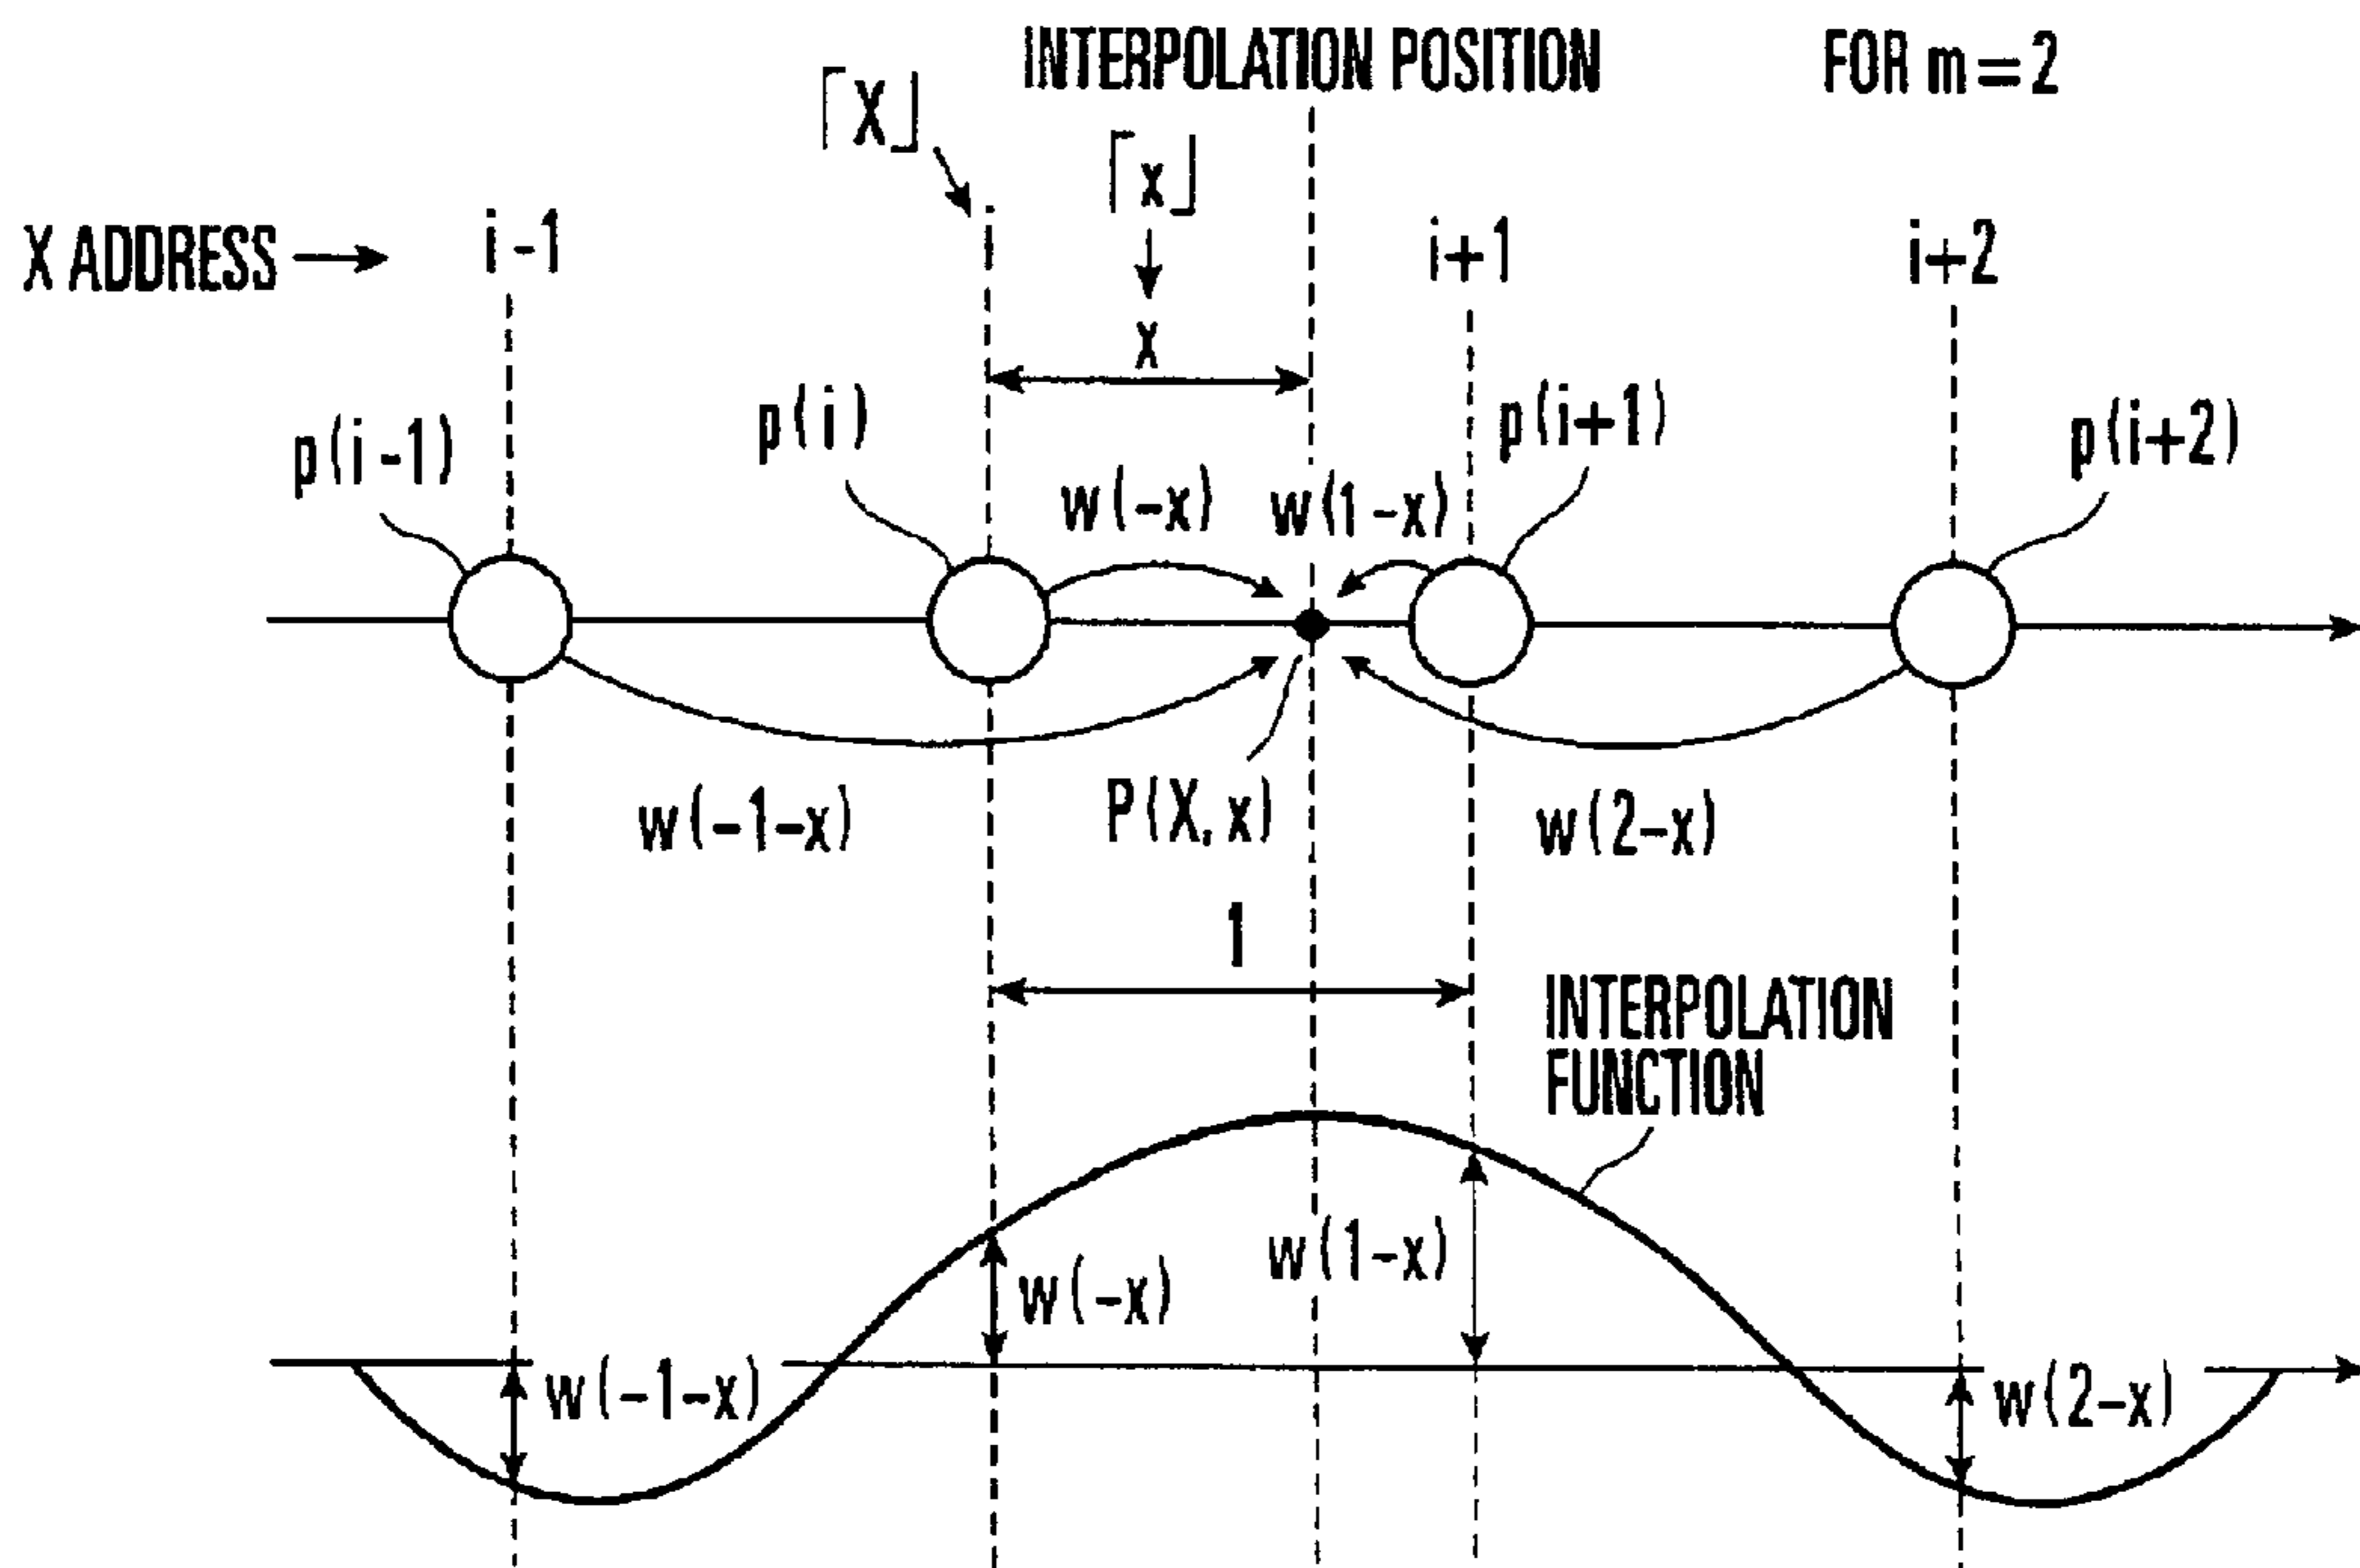 INTERPOLATION POSITION
FOR m=2
「X」
「x」
X ADDRESS
i-1
i
i+1
i+2
x
p(i-1)
p(i)
p(i+1)
p(i+2)
w(-x)
w(1-x)
w(-1-x)
P(X,x)
w(2-x)
1
INTERPOLATION
FUNCTION
w(-x)
w(1-x)
w(-1-x)
w(2-x)